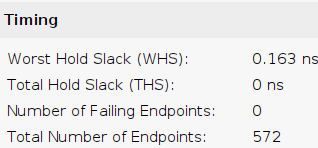 Timing
Worst Hold Slack (WHS): 0.163 ns
Total Hold Slack (THS): 0 ns
Number of Failing Endpoints: 0
Total Number of Endpoints: 572